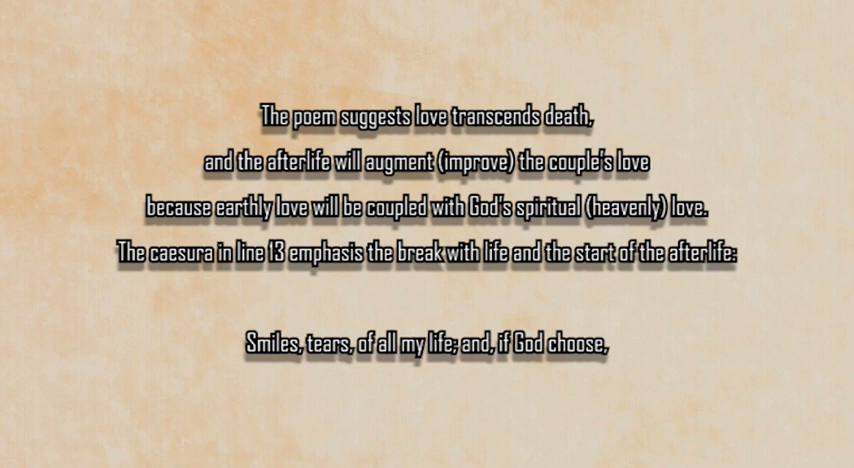 The poem suggests love transcends death,
and the afterlife will augment (improve) the couple's love
because earthly love will be coupled with God's spiritual (heavenly) love.
The caesura in line 13 emphasis the break with life and the start of the afterlife:
Smiles, tears, of all my life; and, if God choose,